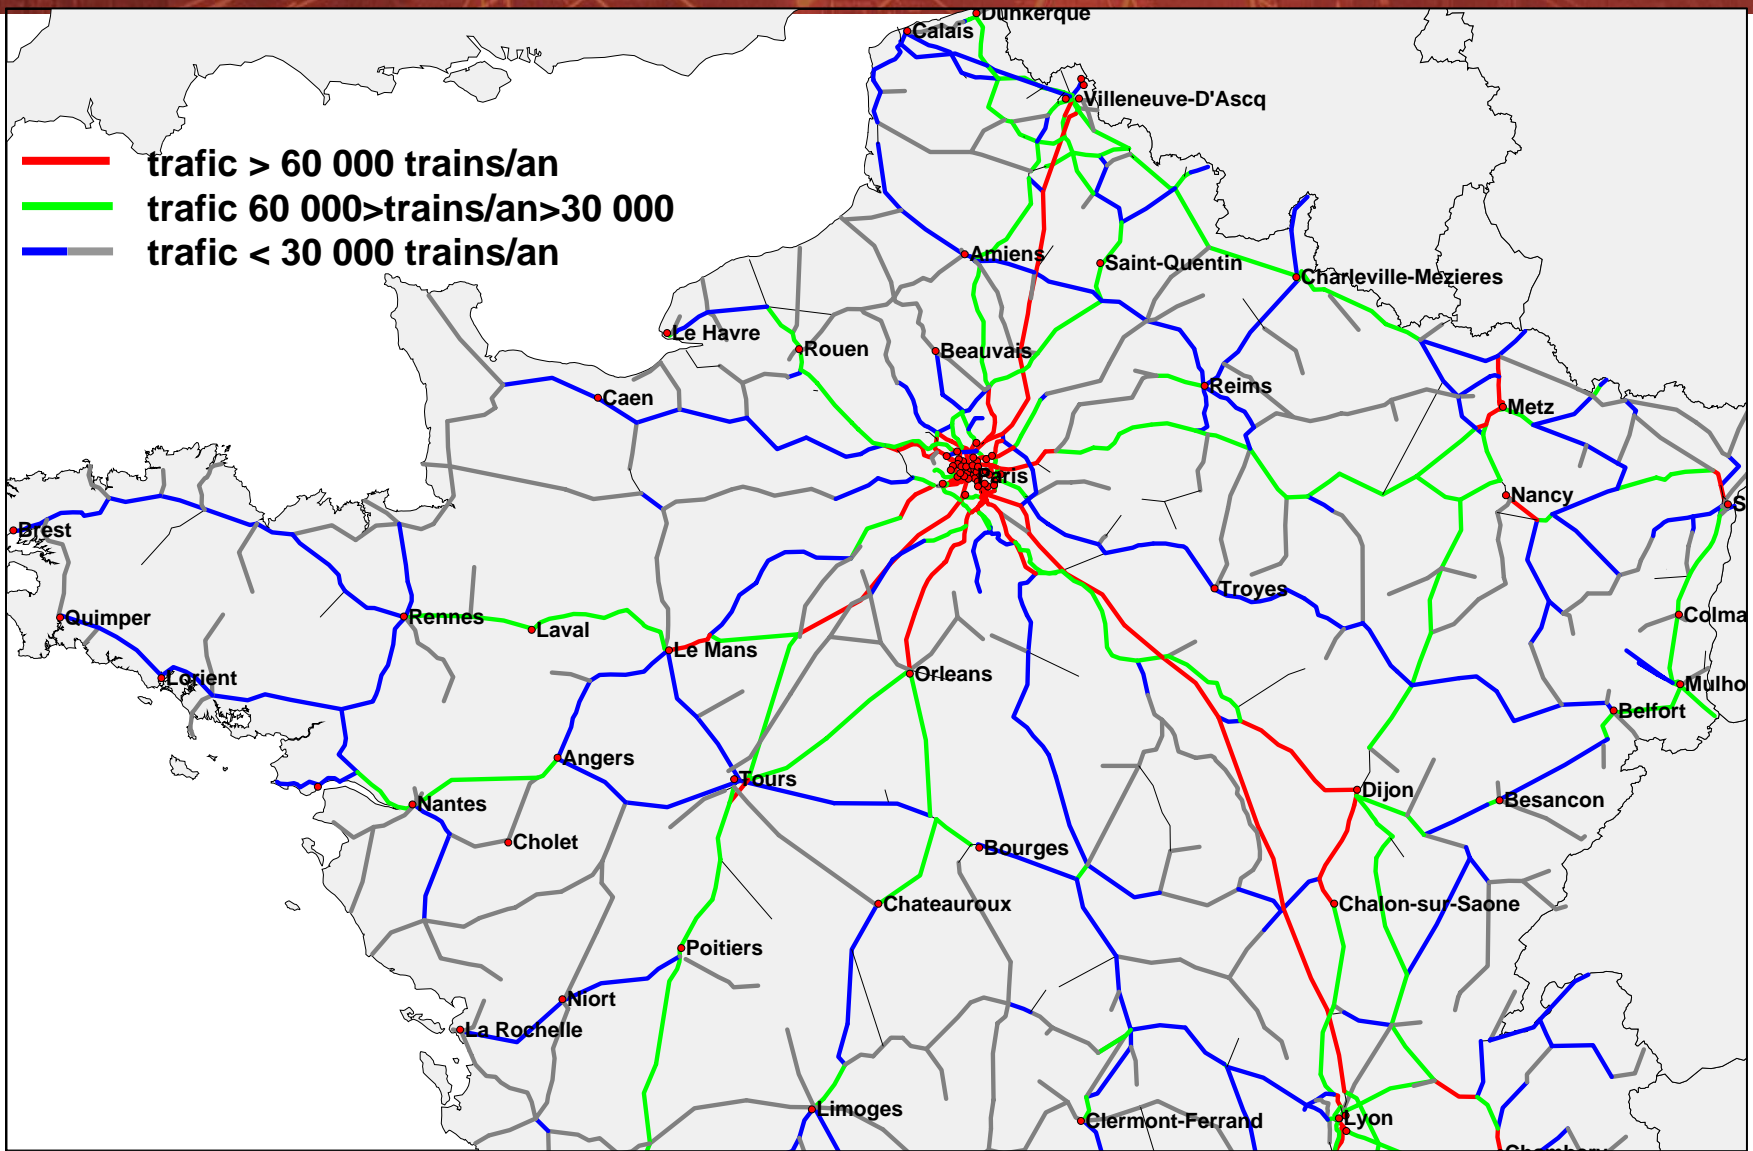 Dunkerque
Calais
Villeneuve-D'Ascq
trafic > 60 000 trains/an
trafic 60 000>trains/an>30 000
trafic < 30 000 trains/an
Amiens
Saint-Quentin
Charleville-Mezieres
Le Havre
Rouen
Beauvais
Reims
Caen
Metz
Paris
Nancy
S
Brest
Troyes
Quimper
Rennes
Laval
Colma
Le Mans
Lorient
Orleans
Mulho
Belfort
Angers
Tours
Dijon
Nantes
Besancon
Cholet
Bourges
Chateauroux
Chalon-sur-Saone
Poitiers
Niort
La Rochelle
Limoges
Clermont-Ferrand
Lyon
Chambery